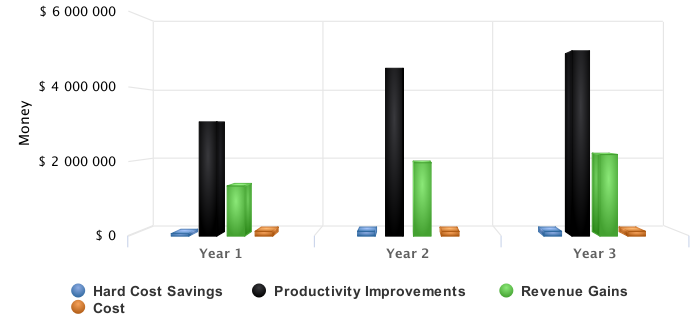 $ 6 000 000
$ 4 000 000
$ 2 000 000
$ 0
Money
Year 1
Year 2
Year 3
Hard Cost Savings
Productivity Improvements
Revenue Gains
Cost